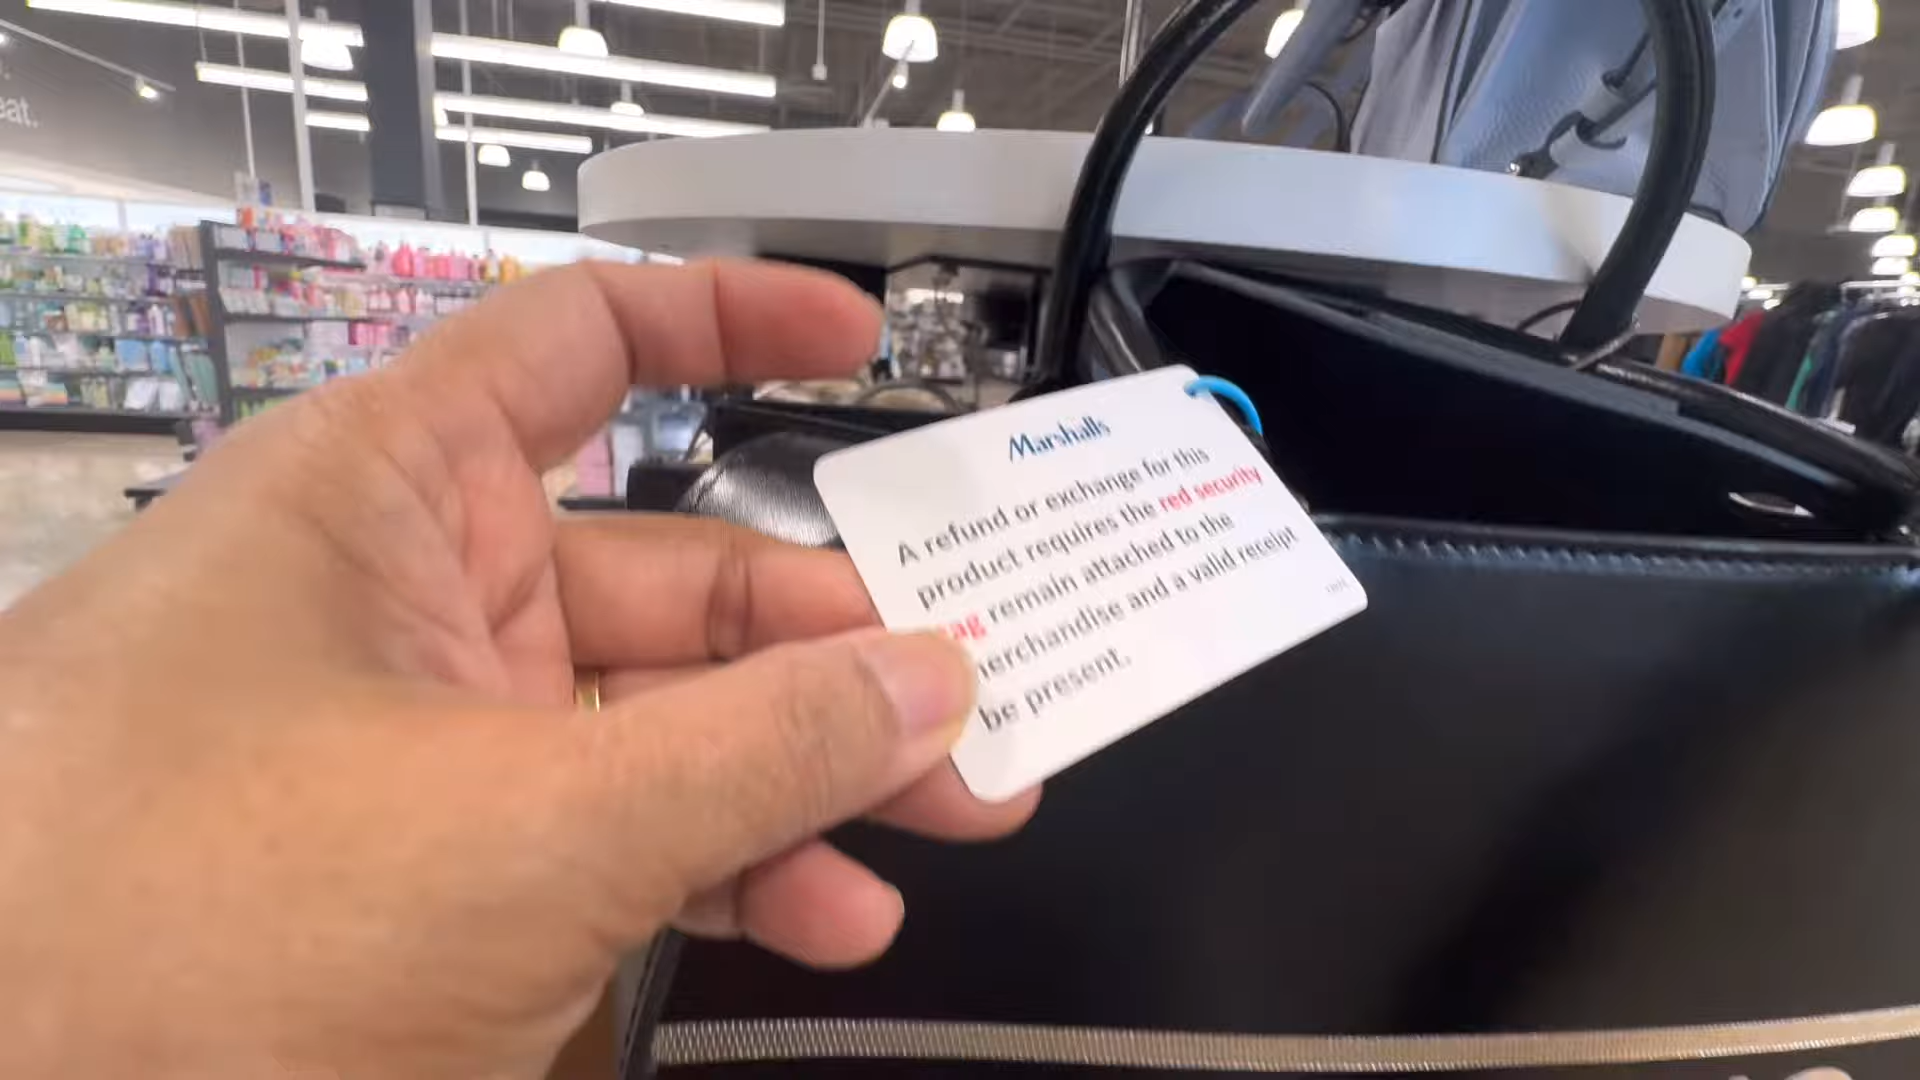 eat.
Marshalls
A refund or exchange for this
product requires the red security
tag remain attached to the
merchandise and a valid receipt
be present.